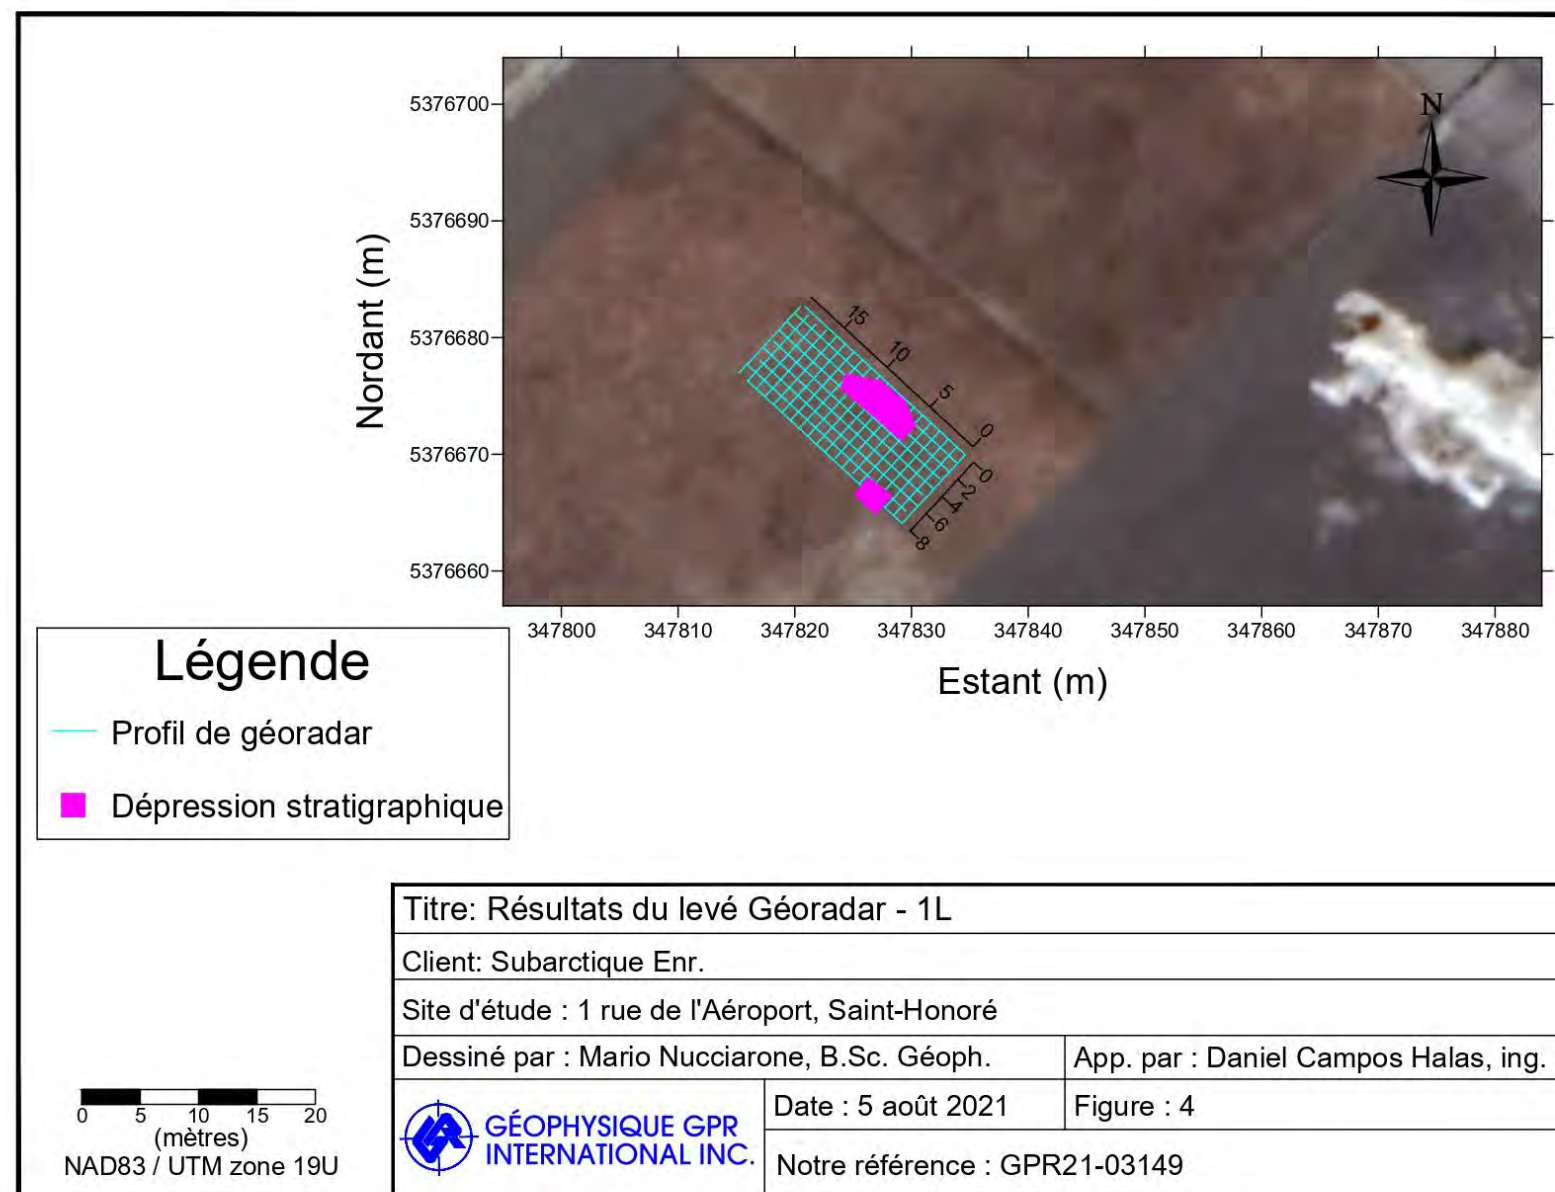 5376700
5376690
5376680
5376670
5376660
Nordant (m)
N
15
10
5
0
0
2
4
6
8
347800 347810 347820 347830 347840 347850 347860 347870 347880
Estant (m)
Légende
Profil de géoradar
Dépression stratigraphique
Titre: Résultats du levé Géoradar - 1L
Client: Subarctique Enr.
Site d'étude : 1 rue de l'Aéroport, Saint-Honoré
Dessiné par : Mario Nucciarone, B.Sc. Géoph.
App. par : Daniel Campos Halas, ing.
GÉOPHYSIQUE GPR
INTERNATIONAL INC.
Date : 5 août 2021
Figure : 4
Notre référence : GPR21-03149
0 5 10 15 20
(mètres)
NAD83 / UTM zone 19U